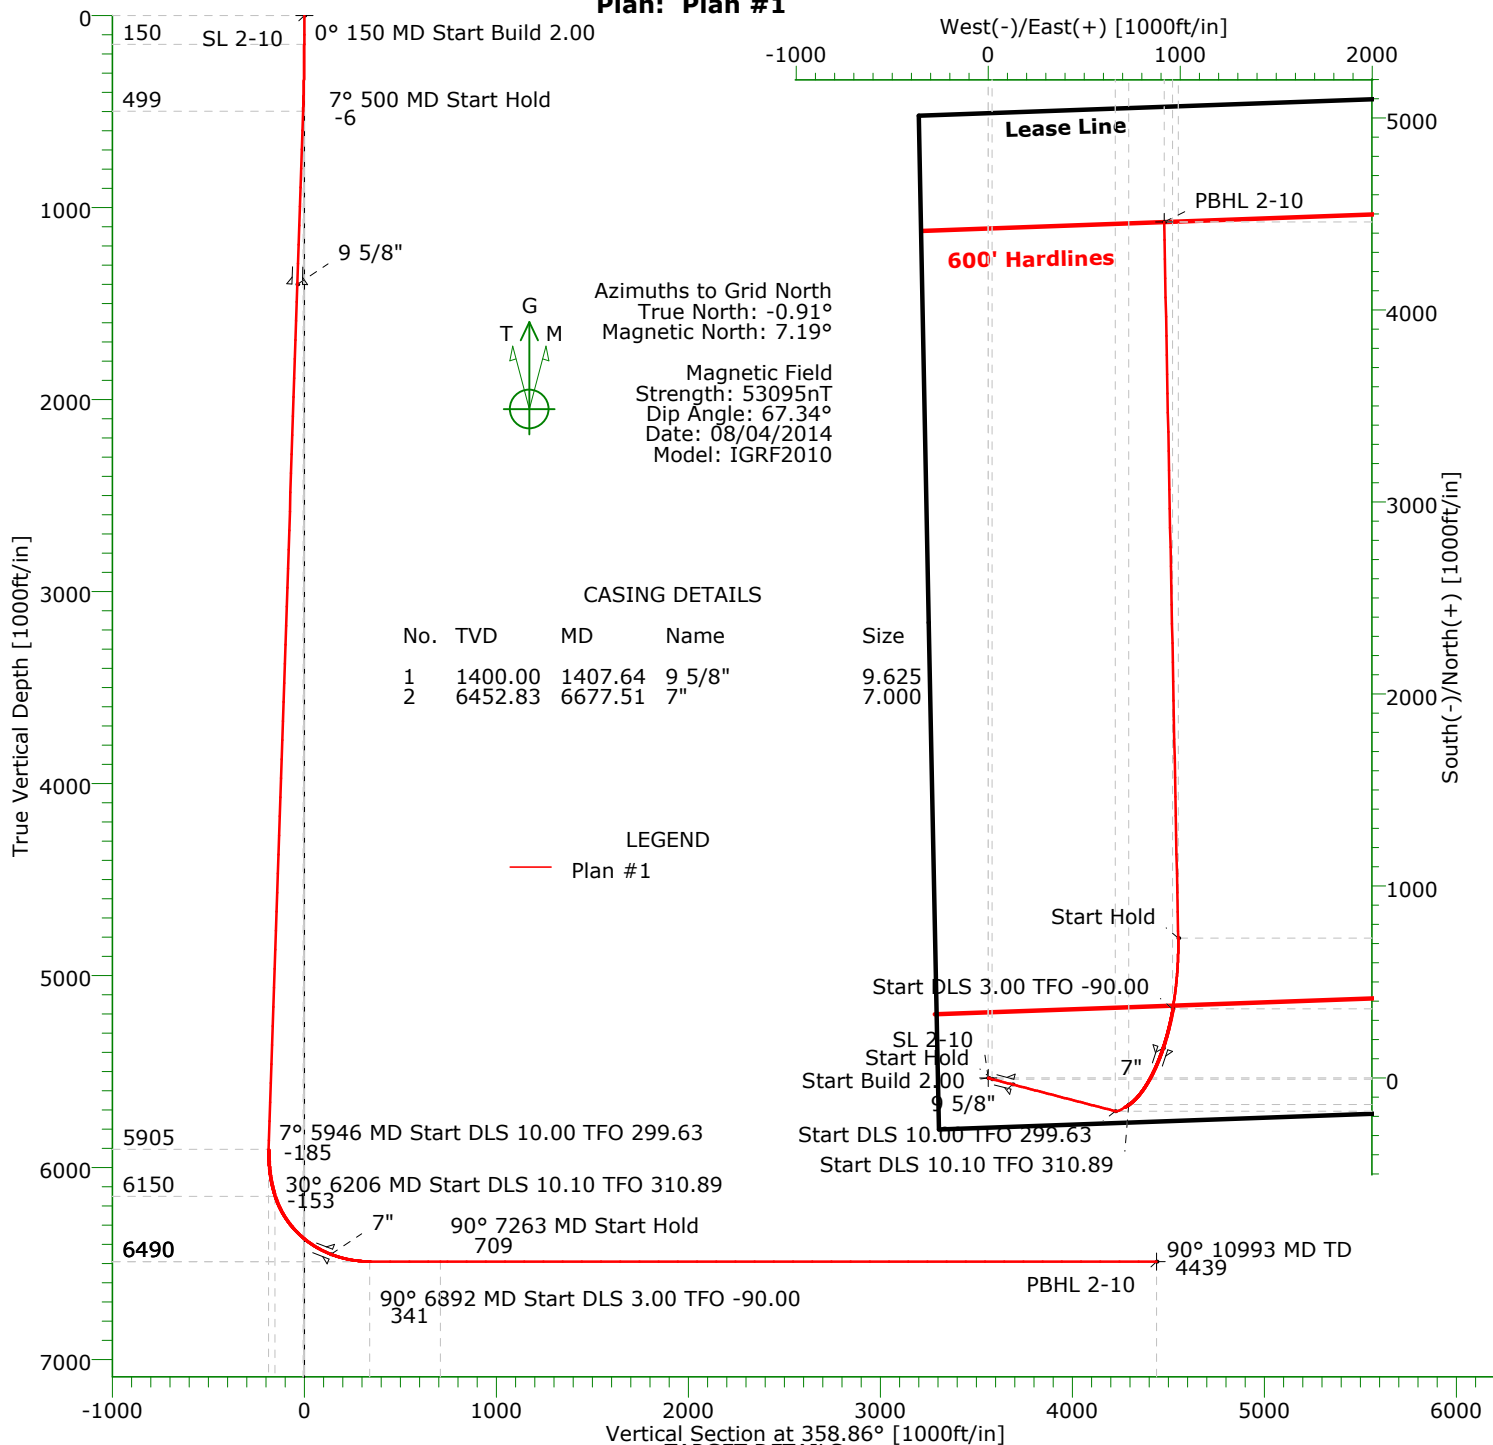 Plan: Plan #1
0
150
SL 2-10
0° 150 MD Start Build 2.00
499
7° 500 MD Start Hold
-6
1000
9 5/8"
2000
3000
4000
5000
5905
7° 5946 MD Start DLS 10.00 TFO 299.63
-185
6000
6150
30° 6206 MD Start DLS 10.10 TFO 310.89
-153
7"
90° 7263 MD Start Hold
709
6490
90° 10993 MD TD
4439
PBHL 2-10
90° 6892 MD Start DLS 3.00 TFO -90.00
341
7000
True Vertical Depth [1000ft/in]
-1000
0
1000
2000
3000
4000
5000
6000
Vertical Section at 358.86° [1000ft/in]
G
T
M
Azimuths to Grid North
True North: -0.91°
Magnetic North: 7.19°
Magnetic Field
Strength: 53095nT
Dip Angle: 67.34°
Date: 08/04/2014
Model: IGRF2010
CASING DETAILS
No. TVD MD Name Size
1 1400.00 1407.64 9 5/8" 9.625
2 6452.83 6677.51 7" 7.000
LEGEND
Plan #1
West(-)/East(+) [1000ft/in]
-1000
0
1000
2000
Lease Line
5000
PBHL 2-10
600' Hardlines
4000
3000
2000
1000
0
South(-)/North(+) [1000ft/in]
Start Hold
Start DLS 3.00 TFO -90.00
SL 2-10
Start Hold
7"
Start Build 2.00
9 5/8"
Start DLS 10.00 TFO 299.63
Start DLS 10.10 TFO 310.89
TARGET DETAILS